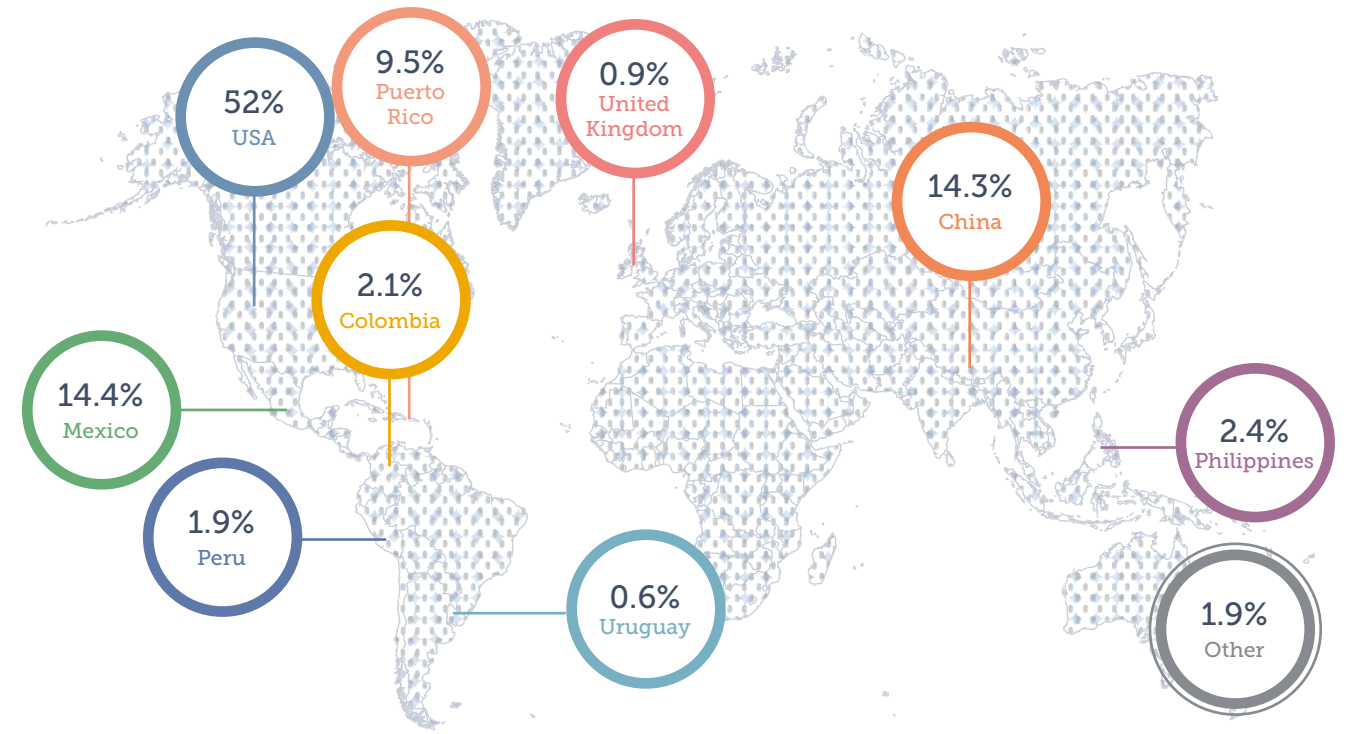 52%
USA
9.5%
Puerto
Rico
0.9%
United
Kingdom
14.3%
China
2.1%
Colombia
14.4%
Mexico
2.4%
Philippines
1.9%
Peru
0.6%
Uruguay
1.9%
Other